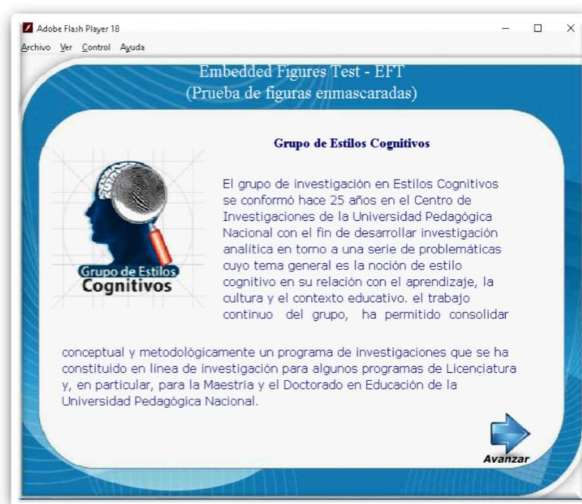 Adobe Flash Player 18
Archivo Ver Control Ayuda
Embedded Figures Test - EFT
(Prueba de figuras enmascaradas)
Grupo de Estilos Cognitivos
El grupo de investigación en Estilos Cognitivos
se conformó hace 25 años en el Centro de
Investigaciones de la Universidad Pedagógica
Nacional con el fin de desarrollar investigación
analítica en torno a una serie de problemáticas
cuyo tema general es la noción de estilo
cognitivo en su relación con el aprendizaje, la
cultura y el contexto educativo. el trabajo
continuo del grupo, ha permitido consolidar
Grupo de Estilos
Cognitivos
conceptual y metodológicamente un programa de investigaciones que se ha
constituido en línea de investigación para algunos programas de Licenciatura
y, en particular, para la Maestría y el Doctorado en Educación de la
Universidad Pedagógica Nacional.
Avanzar